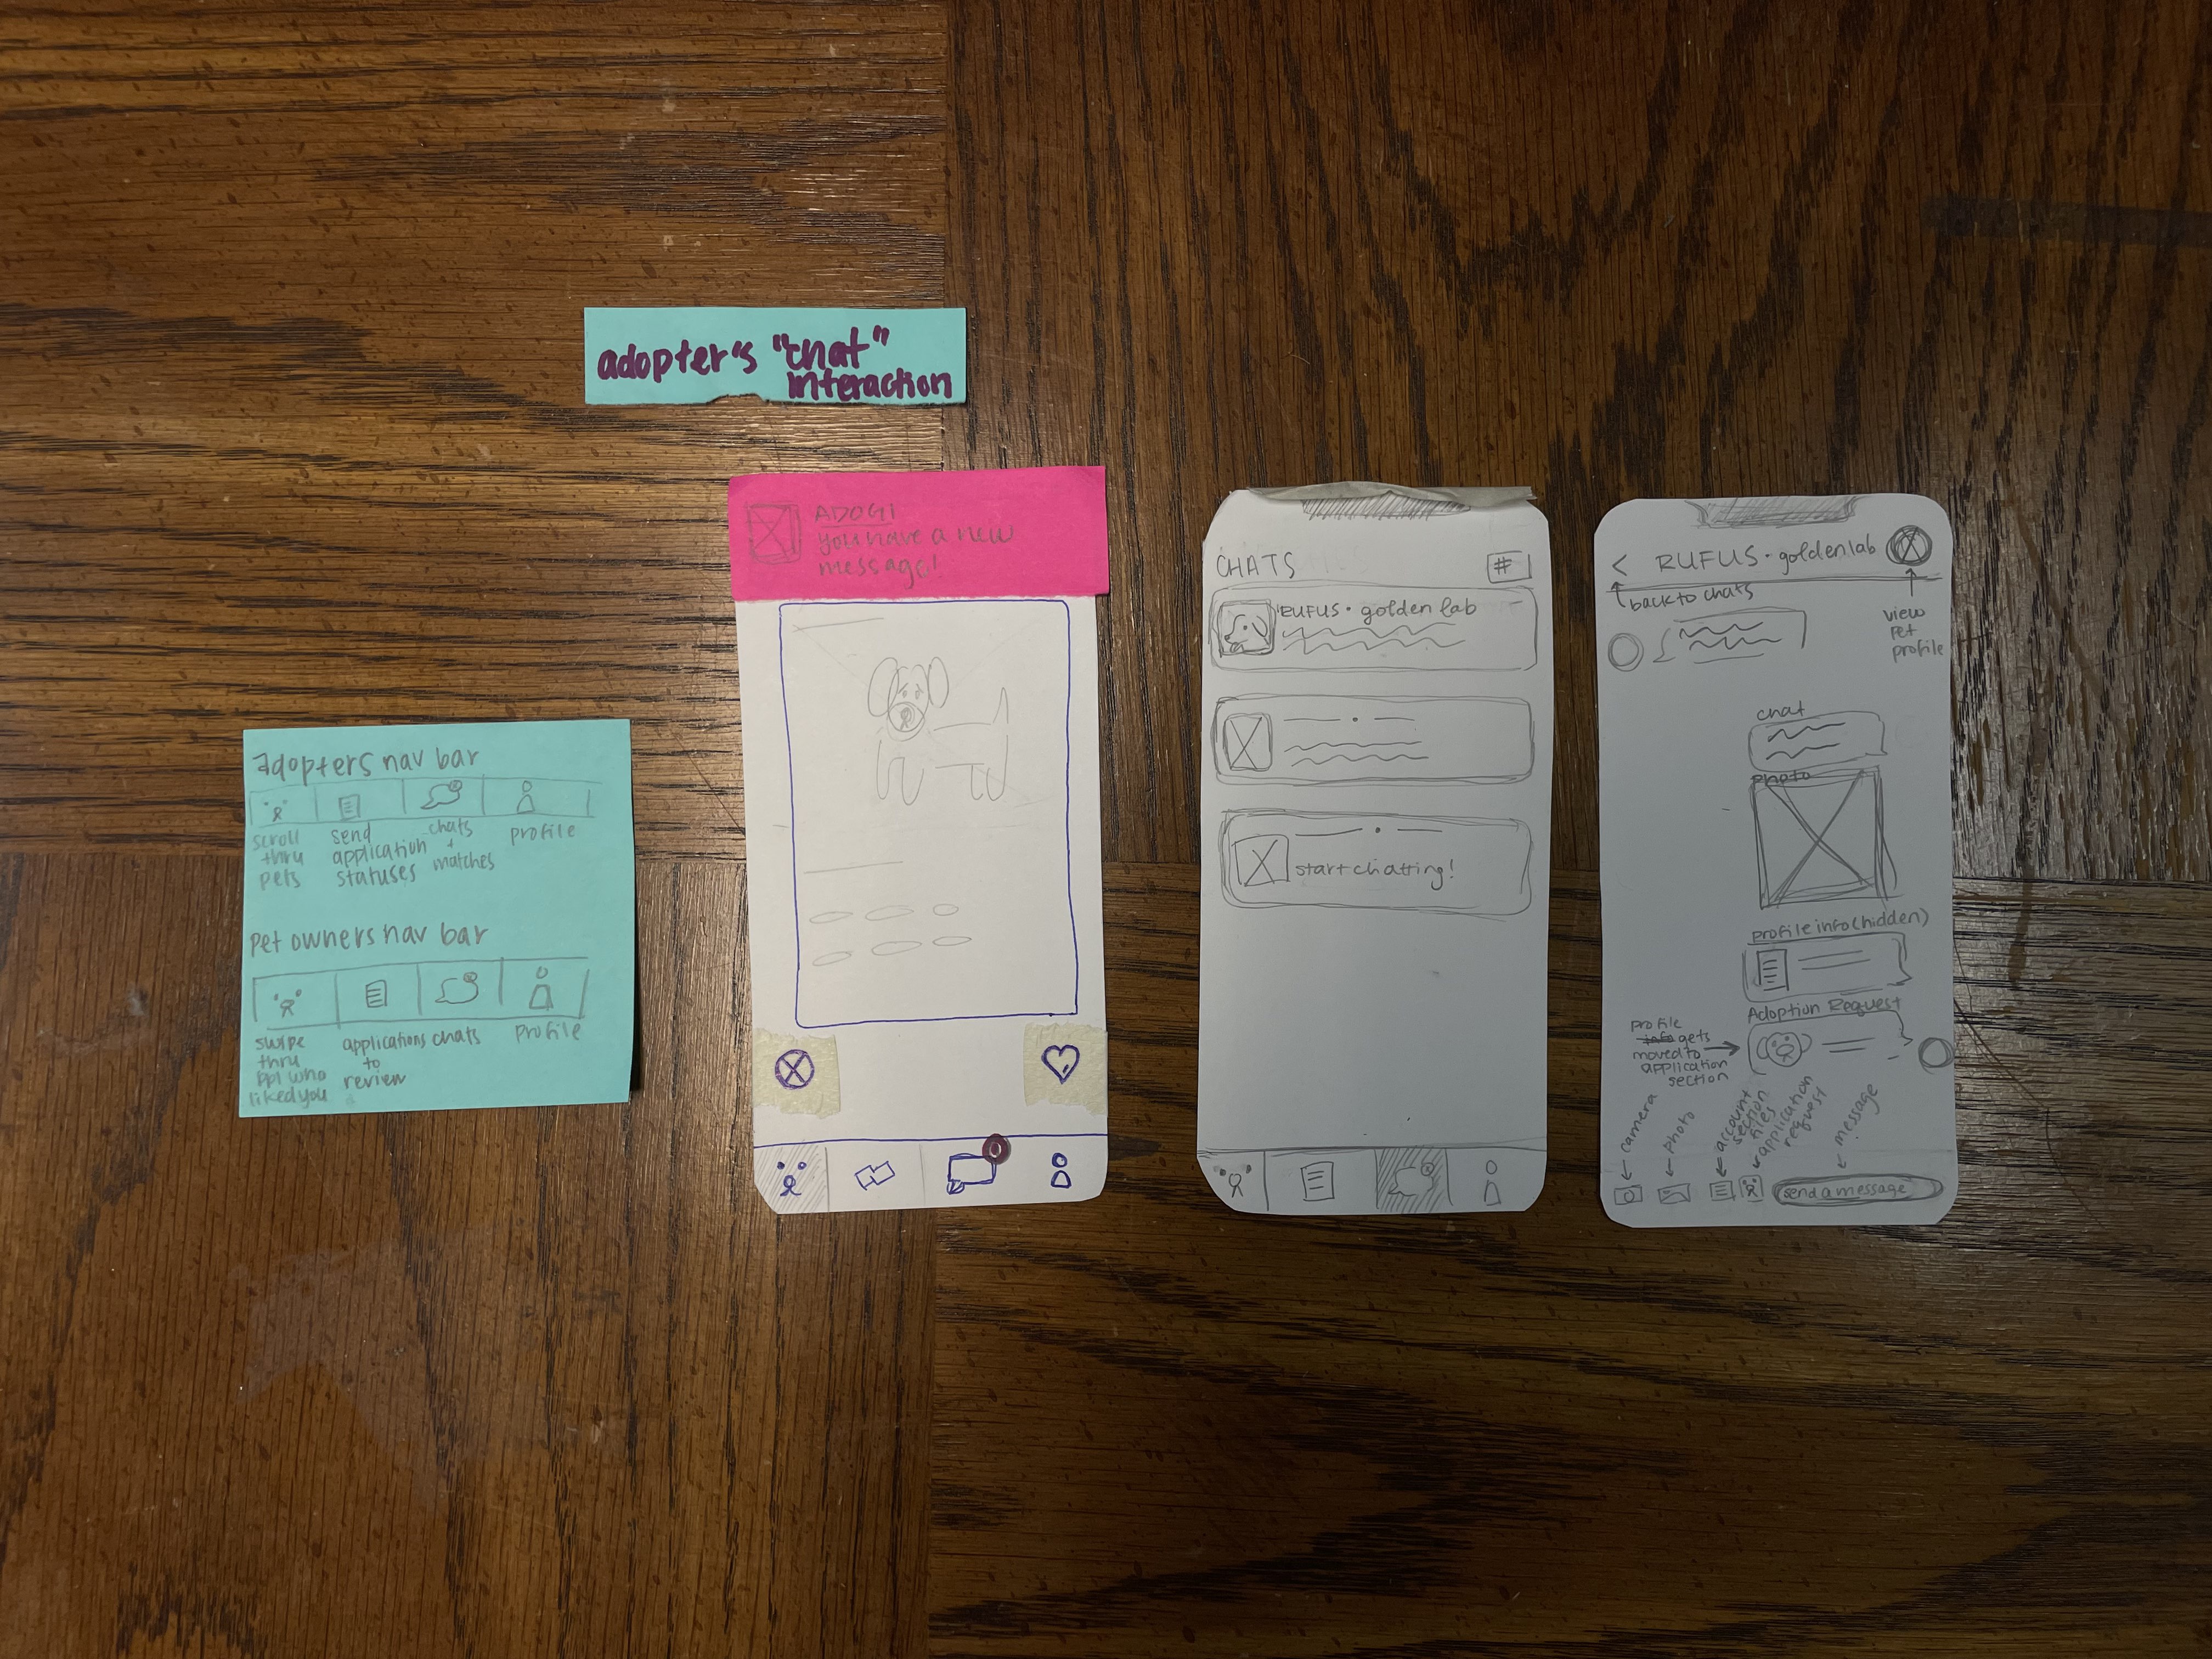 adopter's "chat"
interaction
adopters nav bar
scroll
thru
pets
send
application
statuses
chats
+
matches
profile
pet owners nav bar
swipe
thru
ppl who
liked you
applications
to
review
chats
profile
ADOGI
you have a new
message!
CHATS
#
RUFUS · golden lab
start chatting!
< RUFUS · golden lab
back to chats
view
pet
profile
chat
photo
profile info (hidden)
Adoption Request
profile
info gets
moved to
application
section
camera
photo
account
section
files
application
request
message
send a message